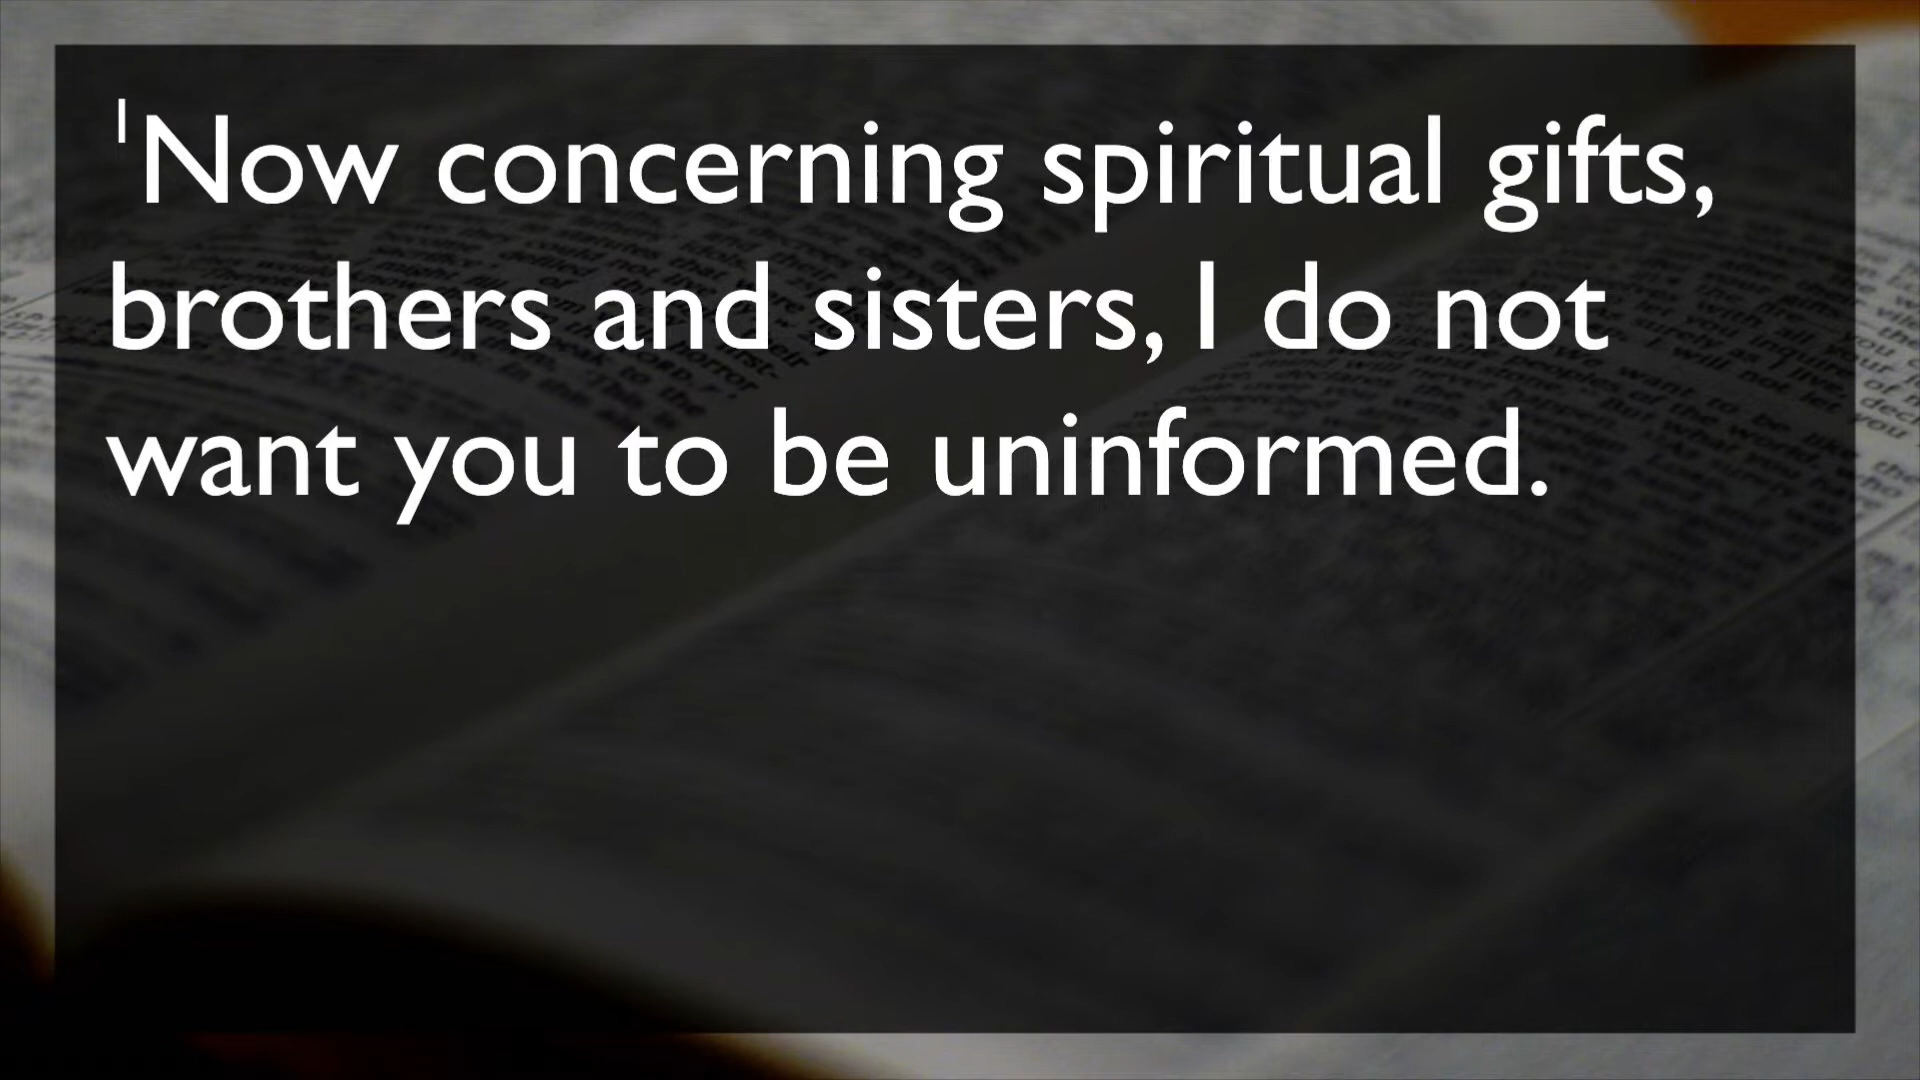 ¹Now concerning spiritual gifts,
brothers and sisters, I do not
want you to be uninformed.